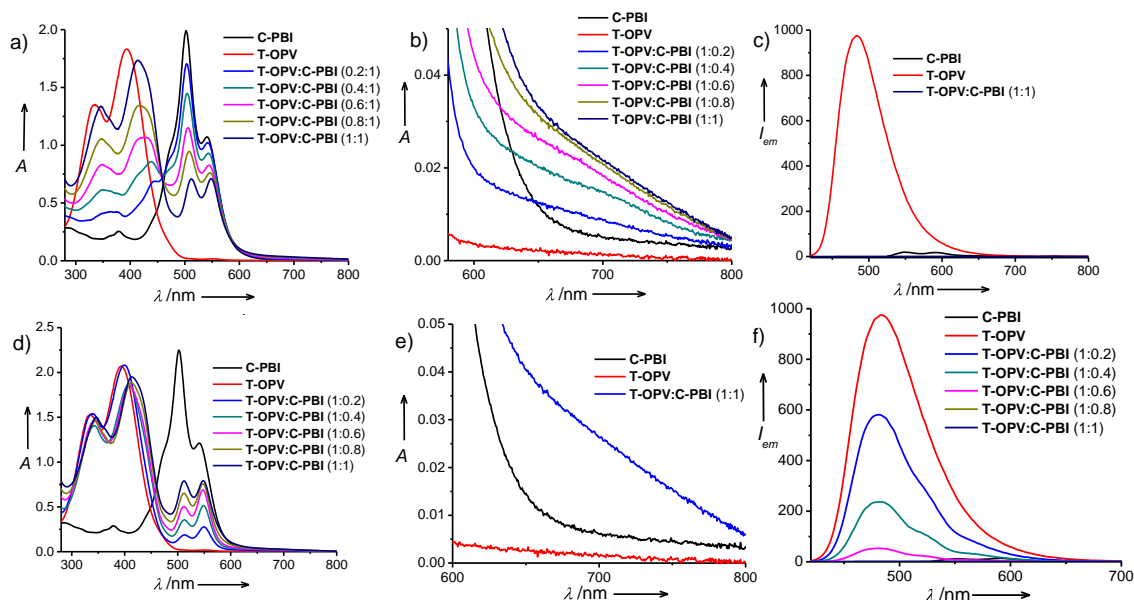 a)
2.0
1.5
1.0
0.5
0.0
A
300 400 500 600 700 800
λ /nm
C-PBI
T-OPV
T-OPV:C-PBI (0.2:1)
T-OPV:C-PBI (0.4:1)
T-OPV:C-PBI (0.6:1)
T-OPV:C-PBI (0.8:1)
T-OPV:C-PBI (1:1)
b)
0.04
0.02
0.00
A
600 700 800
λ /nm
C-PBI
T-OPV
T-OPV:C-PBI (1:0.2)
T-OPV:C-PBI (1:0.4)
T-OPV:C-PBI (1:0.6)
T-OPV:C-PBI (1:0.8)
T-OPV:C-PBI (1:1)
c)
1000
800
600
400
200
0
Iem
500 600 700 800
λ /nm
C-PBI
T-OPV
T-OPV:C-PBI (1:1)
d)
2.5
2.0
1.5
1.0
0.5
0.0
A
300 400 500 600 700 800
λ /nm
C-PBI
T-OPV
T-OPV:C-PBI (1:0.2)
T-OPV:C-PBI (1:0.4)
T-OPV:C-PBI (1:0.6)
T-OPV:C-PBI (1:0.8)
T-OPV:C-PBI (1:1)
e)
0.05
0.04
0.03
0.02
0.01
0.00
A
600 700 800
λ /nm
C-PBI
T-OPV
T-OPV:C-PBI (1:1)
f)
1000
800
600
400
200
0
Iem
500 600 700
λ /nm
C-PBI
T-OPV
T-OPV:C-PBI (1:0.2)
T-OPV:C-PBI (1:0.4)
T-OPV:C-PBI (1:0.6)
T-OPV:C-PBI (1:0.8)
T-OPV:C-PBI (1:1)